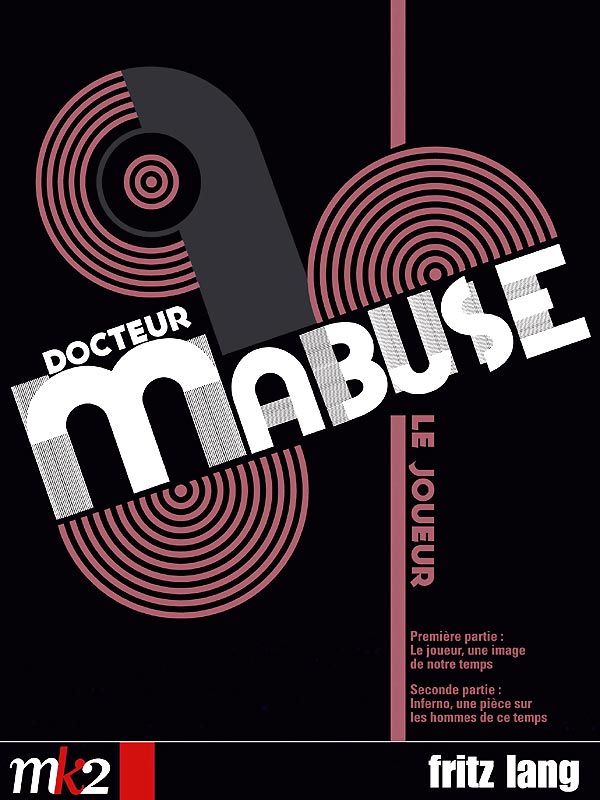 DOCTEUR
MABUSE
LE JOUEUR
Première partie :
Le joueur, une image
de notre temps
Seconde partie :
Inferno, une pièce sur
les hommes de ce temps
mk2
fritz lang